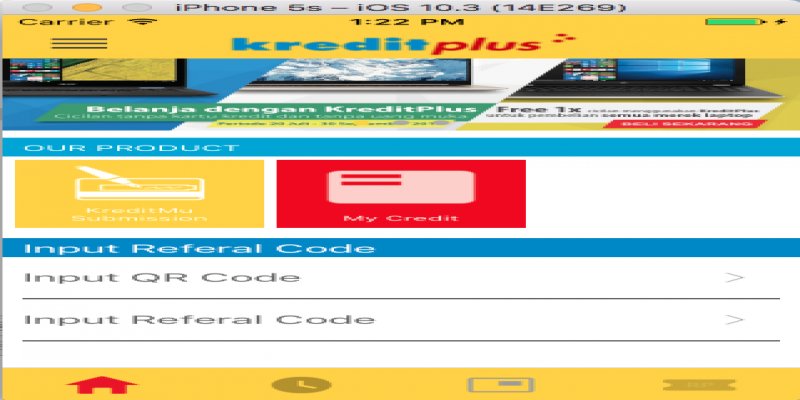 iPhone 5s – iOS 10.3 (14E269)
Carrier 1:22 PM
kreditplus
Belanja dengan KreditPlus
Cicilan tanpa kartu kredit dan tanpa uang muka
Free 1x
untuk pembelian semua merek laptop
BELI SEKARANG
OUR PRODUCT
KreditMu
Submission
My Credit
Input Referal Code
Input QR Code
Input Referal Code